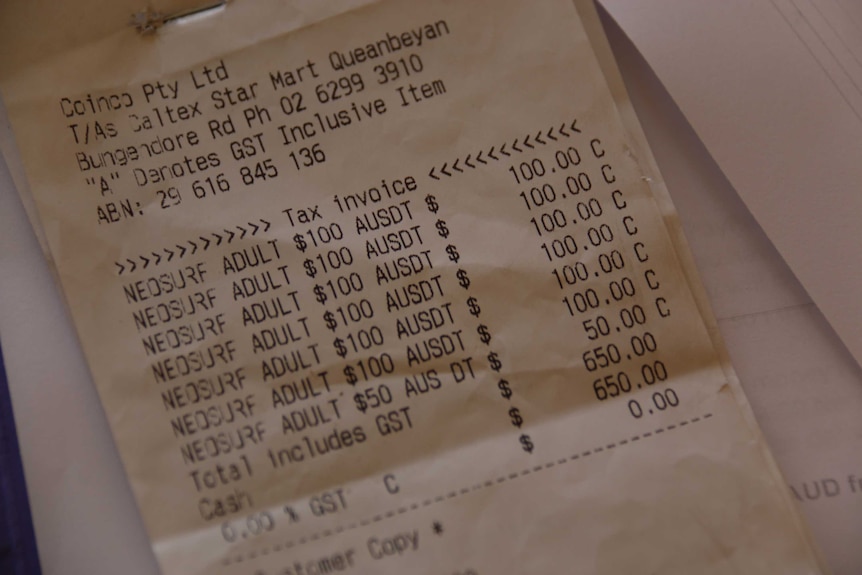 Coinco Pty Ltd
T/As Caltex Star Mart Queanbeyan
Bungendore Rd Ph 02 6299 3910
"A" Denotes GST Inclusive Item
ABN: 29 616 845 136
>>>>>>>>>>>>> Tax invoice <<<<<<<<<<<<<
NEOSURF ADULT $100 AUSDT $ 100.00 C
NEOSURF ADULT $100 AUSDT $ 100.00 C
NEOSURF ADULT $100 AUSDT $ 100.00 C
NEOSURF ADULT $100 AUSDT $ 100.00 C
NEOSURF ADULT $100 AUSDT $ 100.00 C
NEOSURF ADULT $100 AUSDT $ 100.00 C
NEOSURF ADULT $50 AUS DT $ 50.00 C
Total includes GST $ 650.00
Cash $ 650.00
0.00 % GST C $ 0.00
Customer Copy *
AUD